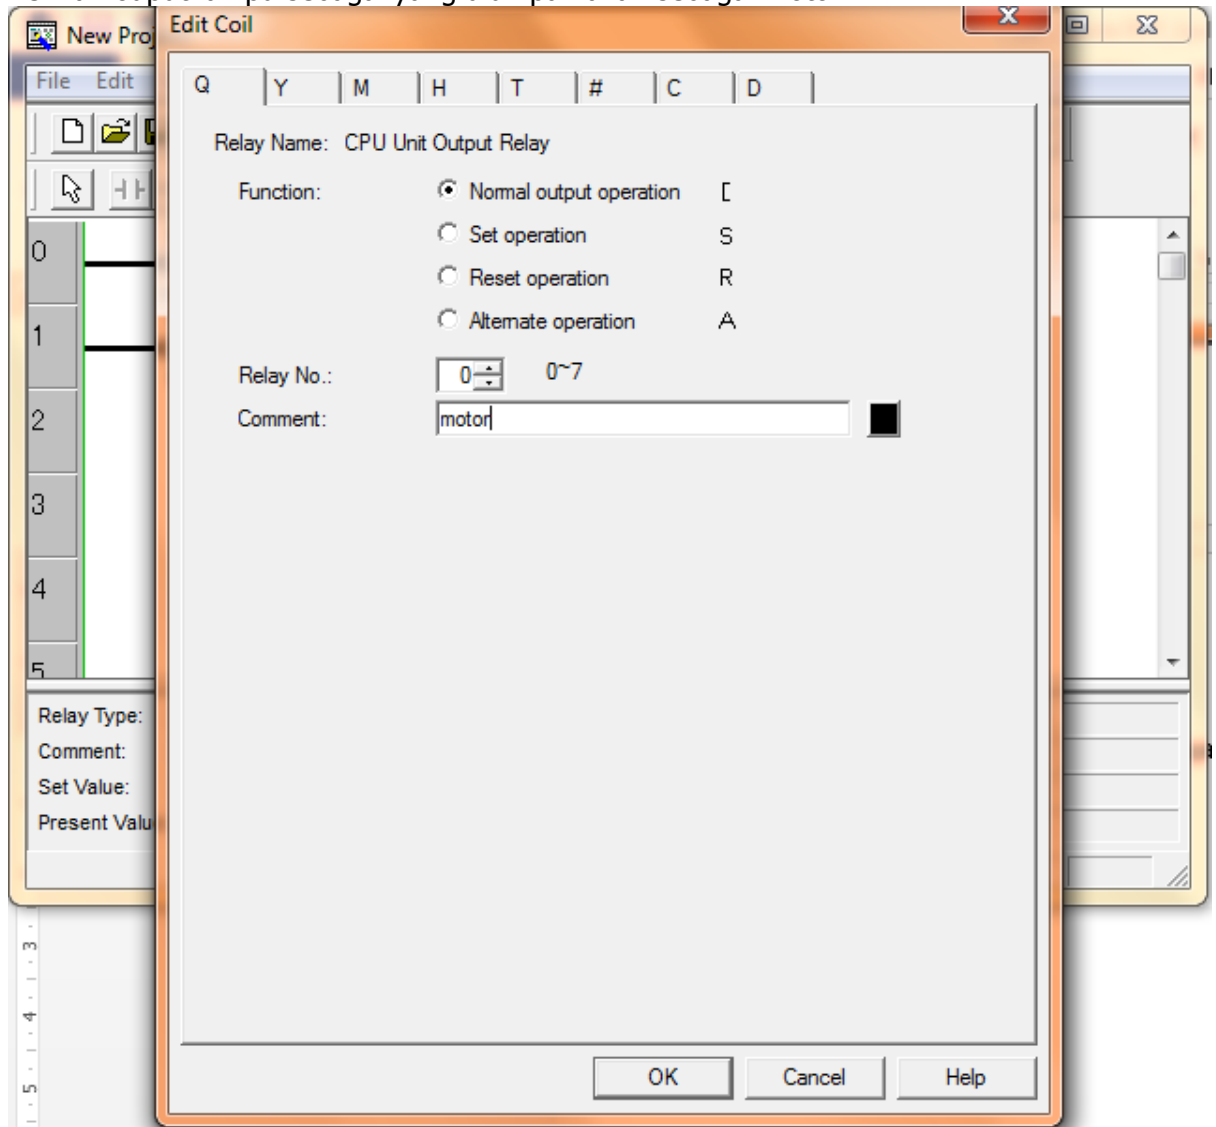 Edit Coil
New Proj
File Edit
Q Y M H T # C D
Relay Name: CPU Unit Output Relay
Function: Normal output operation [
Set operation S
Reset operation R
Alternate operation A
Relay No.: 0 0~7
Comment: motor
0
1
2
3
4
5
Relay Type:
Comment:
Set Value:
Present Valu
OK Cancel Help
3
4
5